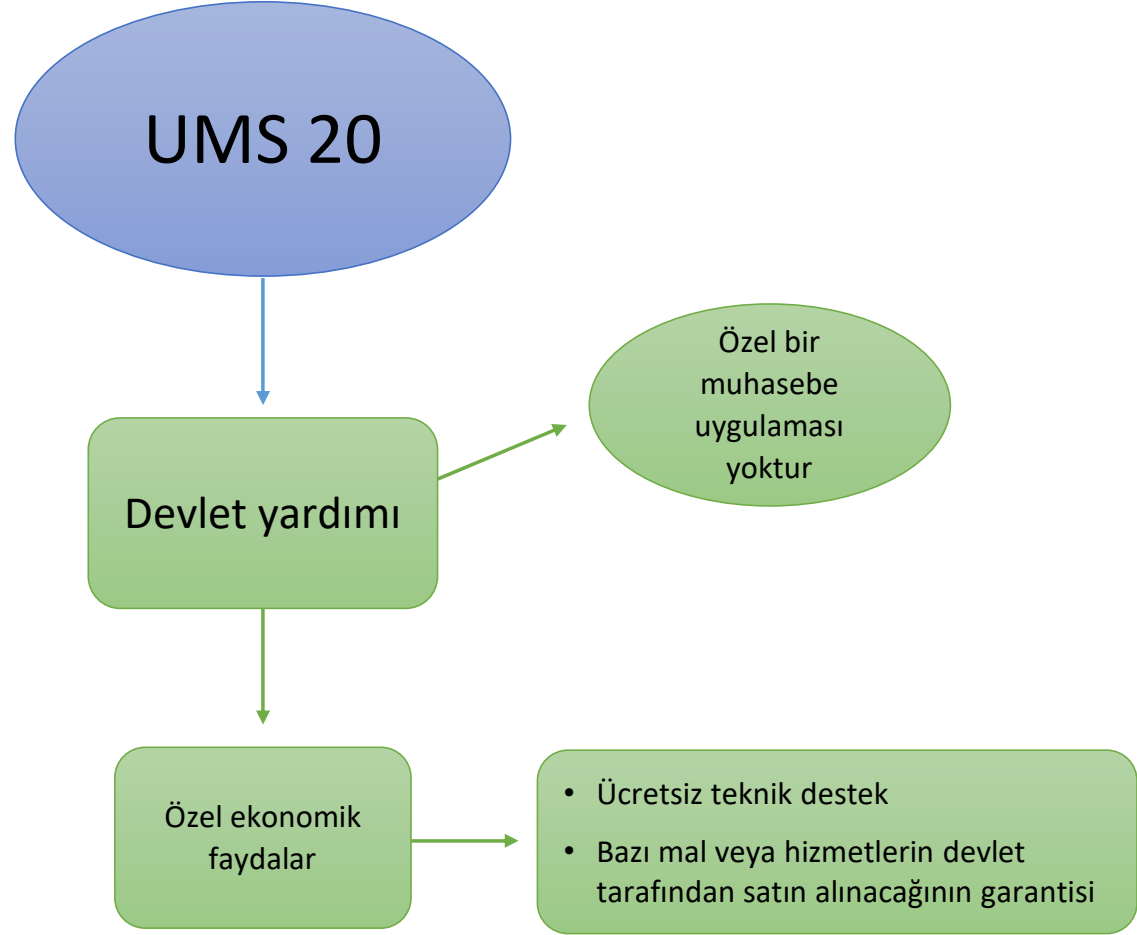 UMS 20
Özel bir
muhasebe
uygulaması
yoktur
Devlet yardımı
Özel ekonomik
faydalar
• Ücretsiz teknik destek
• Bazı mal veya hizmetlerin devlet
tarafından satın alınacağının garantisi